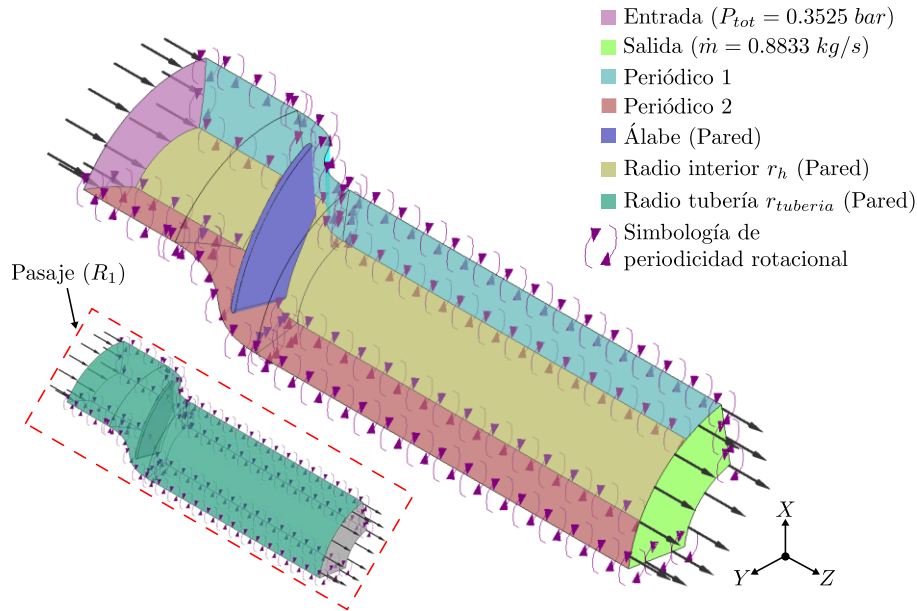 Entrada (P_tot = 0.3525 bar)
Salida (ṁ = 0.8833 kg/s)
Periódico 1
Periódico 2
Álabe (Pared)
Radio interior r_h (Pared)
Radio tubería r_tuberia (Pared)
Simbología de
periodicidad rotacional
Pasaje (R_1)
X
Y
Z